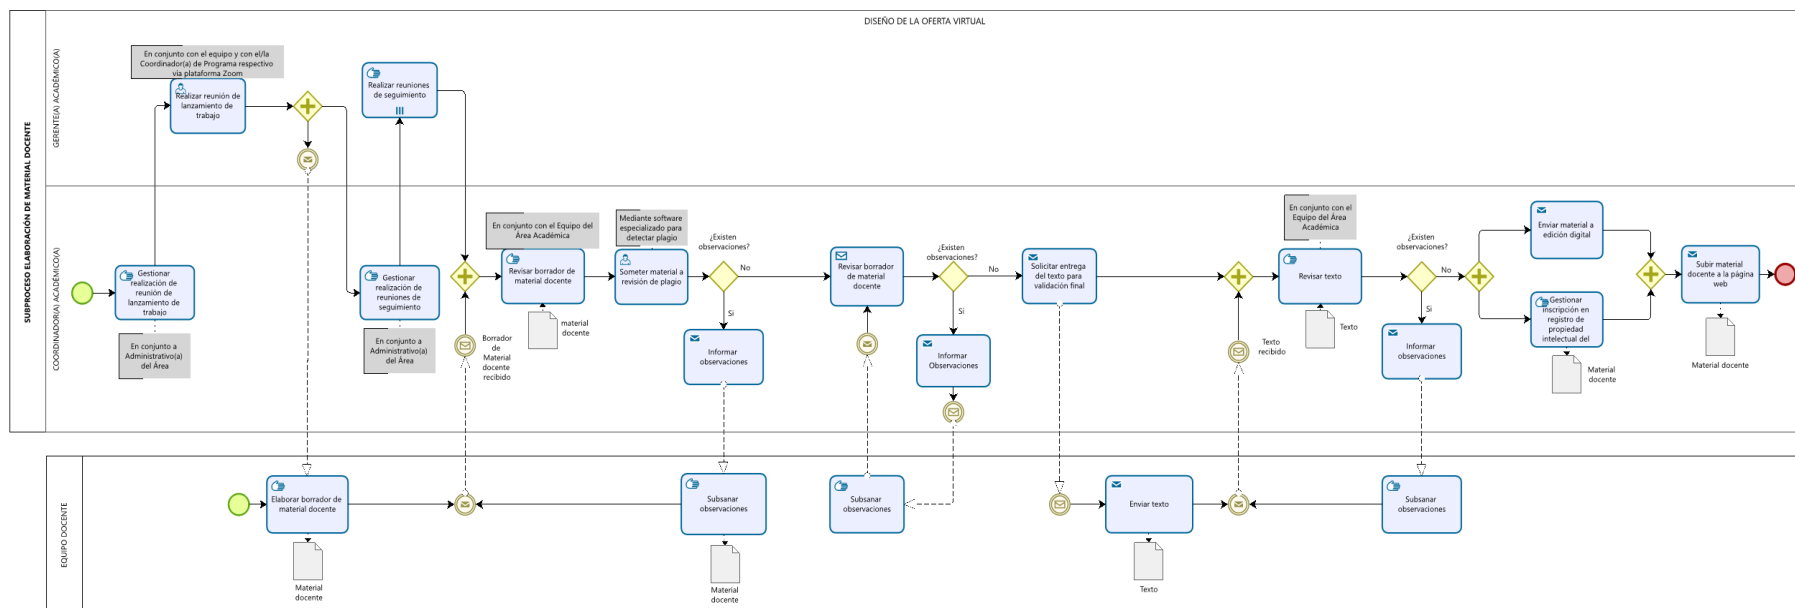 DISEÑO DE LA OFERTA VIRTUAL
SUBPROCESO ELABORACIÓN DE MATERIAL DOCENTE
GERENTE(A) ACADÉMICO(A)
En conjunto con el equipo y con el/la
Coordinador(a) de Programa respectivo
vía plataforma Zoom
Realizar reunión de
lanzamiento de
trabajo
Realizar reuniones
de seguimiento
COORDINADOR(A) ACADÉMICO(A)
Gestionar
realización de
reunión de
lanzamiento de
trabajo
En conjunto a
Administrativo(a)
del Área
Gestionar
realización de
reuniones de
seguimiento
En conjunto a
Administrativo(a)
del Área
Borrador
de
Material
docente
recibido
En conjunto con el Equipo del
Área Académica
Revisar borrador de
material docente
material
docente
Mediante software
especializado para
detectar plagio
Someter material a
revisión de plagio
¿Existen
observaciones?
No
Si
Informar
observaciones
Revisar borrador
de material
docente
¿Existen
observaciones?
No
Si
Informar
Observaciones
Solicitar entrega
del texto para
validación final
Texto
recibido
En conjunto con el
Equipo del Área
Académica
Revisar texto
Texto
¿Existen
observaciones?
No
Si
Informar
observaciones
Enviar material a
edición digital
Gestionar
inscripción en
registro de
propiedad
intelectual del
Material
docente
Subir material
docente a la página
web
Material docente
EQUIPO DOCENTE
Elaborar borrador de
material docente
Material
docente
Subsanar
observaciones
Material
docente
Subsanar
observaciones
Enviar texto
Texto
Subsanar
observaciones